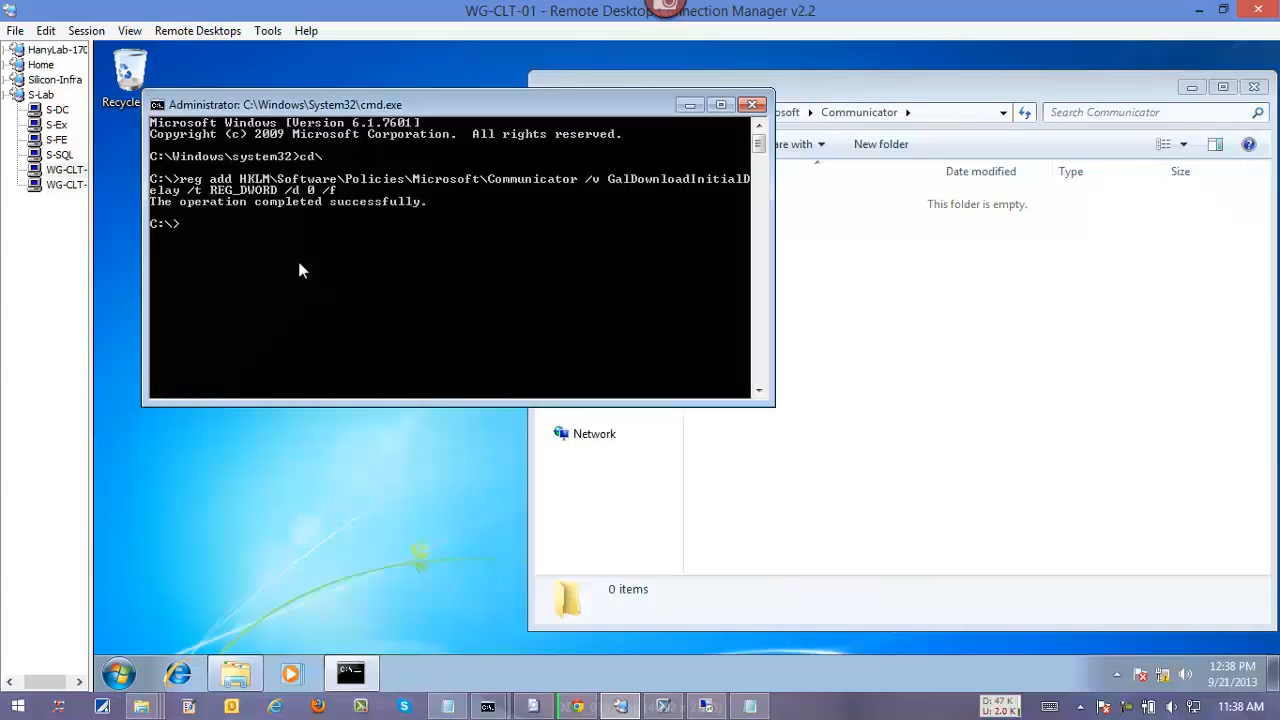 WG-CLT-01 - Remote Desktop Connection Manager v2.2
File Edit Session View Remote Desktops Tools Help
HanyLab-170
Home
Silicon-Infra
S-Lab
S-DC
S-Ex
S-FE
S-SQL
WG-CLT-
WG-CLT-
Recycle
Administrator: C:\Windows\System32\cmd.exe
Microsoft Windows [Version 6.1.7601]
Copyright (c) 2009 Microsoft Corporation.  All rights reserved.
C:\Windows\system32>cd\
C:\>reg add HKLM\Software\Policies\Microsoft\Communicator /v GalDownloadInitialD
elay /t REG_DWORD /d 0 /f
The operation completed successfully.
C:\>
osoft Communicator Search Communicator
are with New folder
Date modified Type Size
This folder is empty.
Network
0 items
12:38 PM
9/21/2013
D: 47 K
U: 2.0 K
11:38 AM